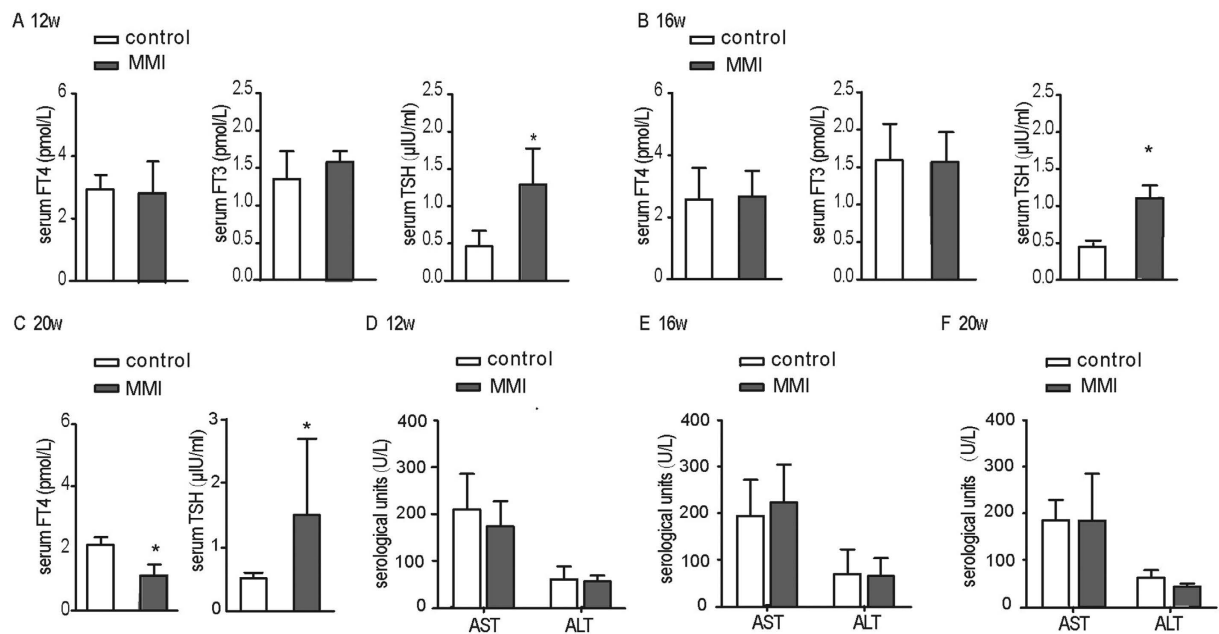 A 12w
control
MMI
serum FT4 (pmol/L)
6
4
2
0
serum FT3 (pmol/L)
2.5
2.0
1.5
1.0
0.5
0.0
serum TSH (µIU/ml)
2.5
2.0
1.5
1.0
0.5
0.0
*
B 16w
control
MMI
serum FT4 (pmol/L)
6
4
2
0
serum FT3 (pmol/L)
2.5
2.0
1.5
1.0
0.5
0.0
serum TSH (µIU/ml)
2.5
2.0
1.5
1.0
0.5
0.0
*
C 20w
control
MMI
serum FT4 (pmol/L)
6
4
2
0
*
serum TSH (µIU/ml)
3
2
1
0
*
D 12w
control
MMI
serological units (U/L)
400
300
200
100
0
AST ALT
E 16w
control
MMI
serological units (U/L)
400
300
200
100
0
AST ALT
F 20w
control
MMI
serological units (U/L)
400
300
200
100
0
AST ALT